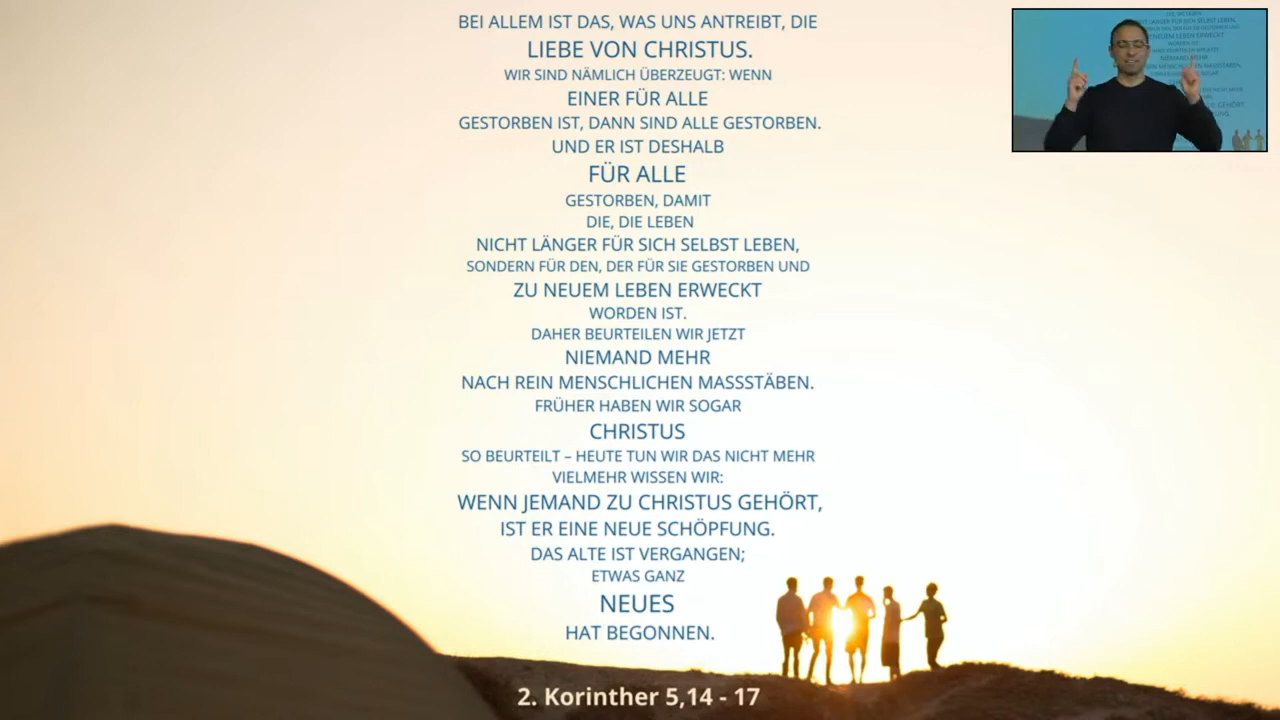 BEI ALLEM IST DAS, WAS UNS ANTREIBT, DIE
LIEBE VON CHRISTUS.
WIR SIND NÄMLICH ÜBERZEUGT: WENN
EINER FÜR ALLE
GESTORBEN IST, DANN SIND ALLE GESTORBEN.
UND ER IST DESHALB
FÜR ALLE
GESTORBEN, DAMIT
DIE, DIE LEBEN
NICHT LÄNGER FÜR SICH SELBST LEBEN,
SONDERN FÜR DEN, DER FÜR SIE GESTORBEN UND
ZU NEUEM LEBEN ERWECKT
WORDEN IST.
DAHER BEURTEILEN WIR JETZT
NIEMAND MEHR
NACH REIN MENSCHLICHEN MASSSTÄBEN.
FRÜHER HABEN WIR SOGAR
CHRISTUS
SO BEURTEILT – HEUTE TUN WIR DAS NICHT MEHR
VIELMEHR WISSEN WIR:
WENN JEMAND ZU CHRISTUS GEHÖRT,
IST ER EINE NEUE SCHÖPFUNG.
DAS ALTE IST VERGANGEN;
ETWAS GANZ
NEUES
HAT BEGONNEN.
2. Korinther 5,14 - 17